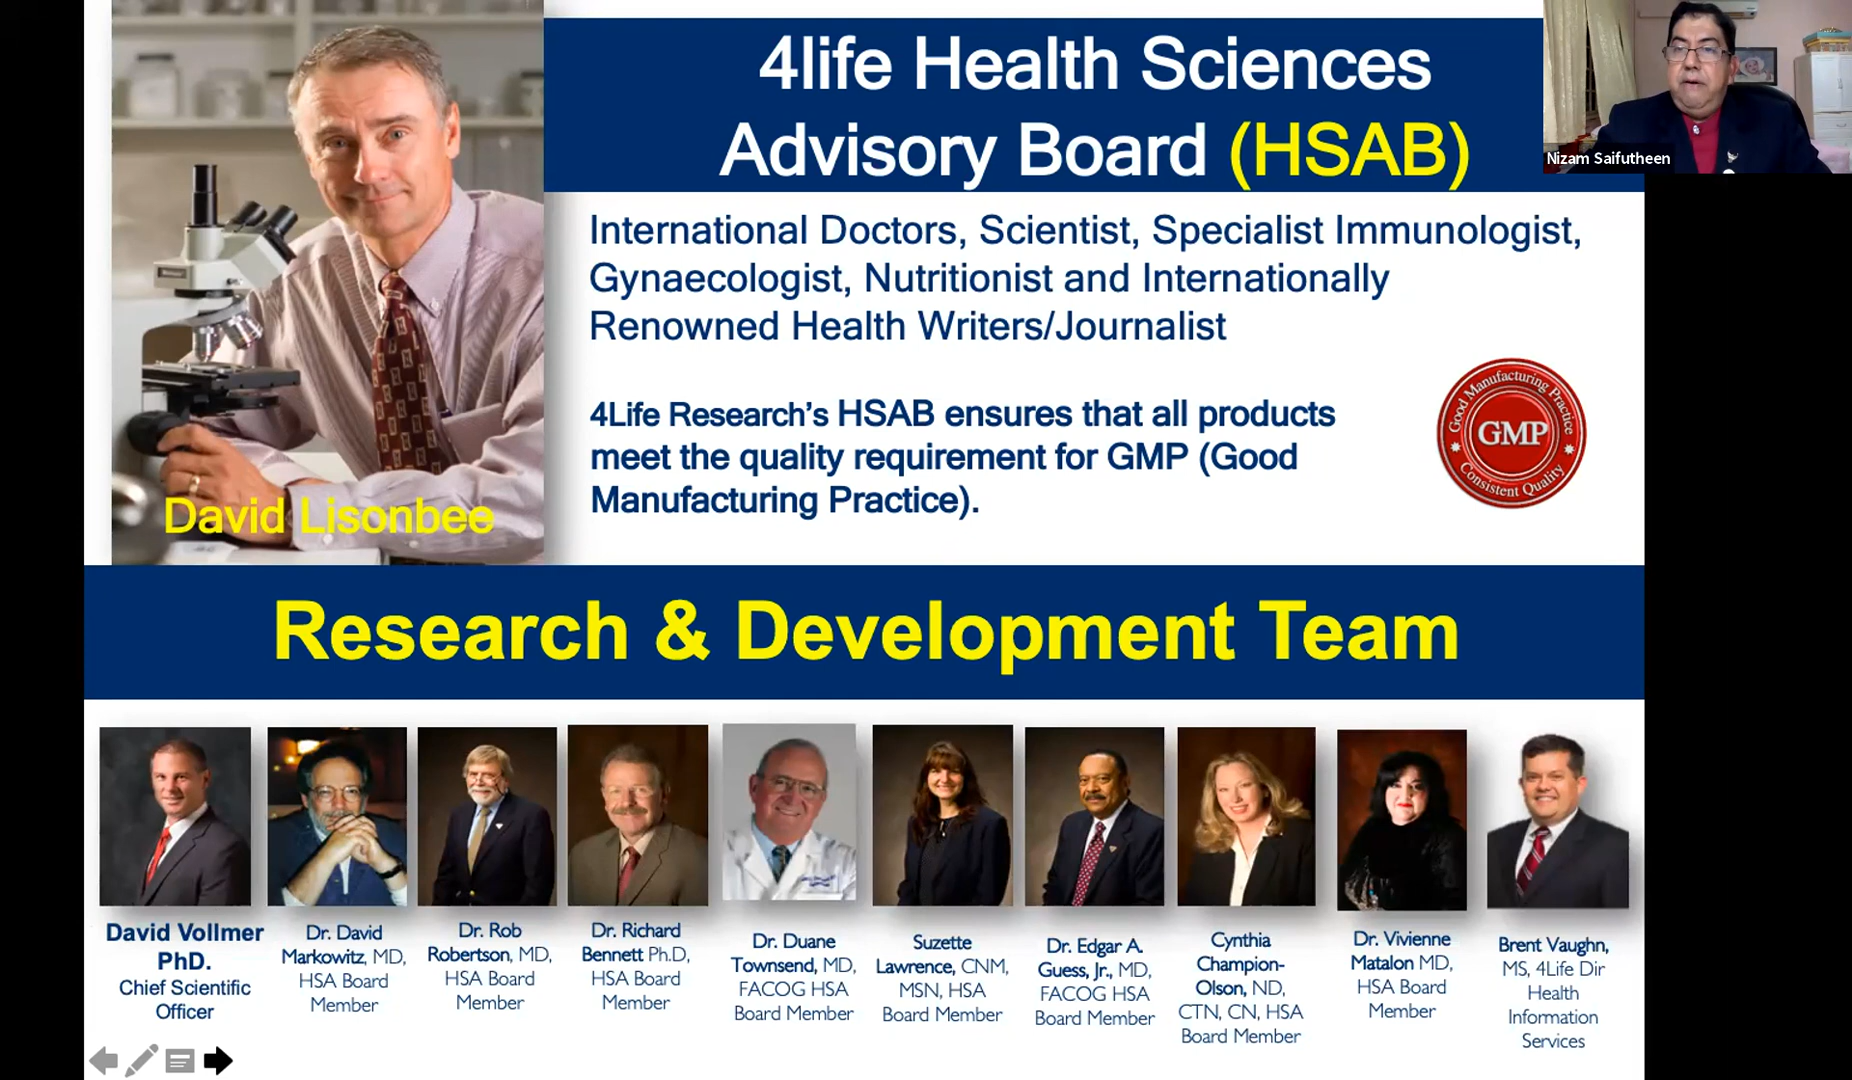 4life Health Sciences
Advisory Board (HSAB)
Nizam Saifutheen
International Doctors, Scientist, Specialist Immunologist,
Gynaecologist, Nutritionist and Internationally
Renowned Health Writers/Journalist
4Life Research's HSAB ensures that all products
meet the quality requirement for GMP (Good
Manufacturing Practice).
Good Manufacturing Practice
GMP
Consistent Quality
David Lisonbee
Research & Development Team
David Vollmer
PhD.
Chief Scientific
Officer
Dr. David
Markowitz, MD,
HSA Board
Member
Dr. Rob
Robertson, MD,
HSA Board
Member
Dr. Richard
Bennett Ph.D,
HSA Board
Member
Dr. Duane
Townsend, MD,
FACOG HSA
Board Member
Suzette
Lawrence, CNM,
MSN, HSA
Board Member
Dr. Edgar A.
Guess, Jr., MD,
FACOG HSA
Board Member
Cynthia
Champion-
Olson, ND,
CTN, CN, HSA
Board Member
Dr. Vivienne
Matalon MD,
HSA Board
Member
Brent Vaughn,
MS, 4Life Dir
Health
Information
Services